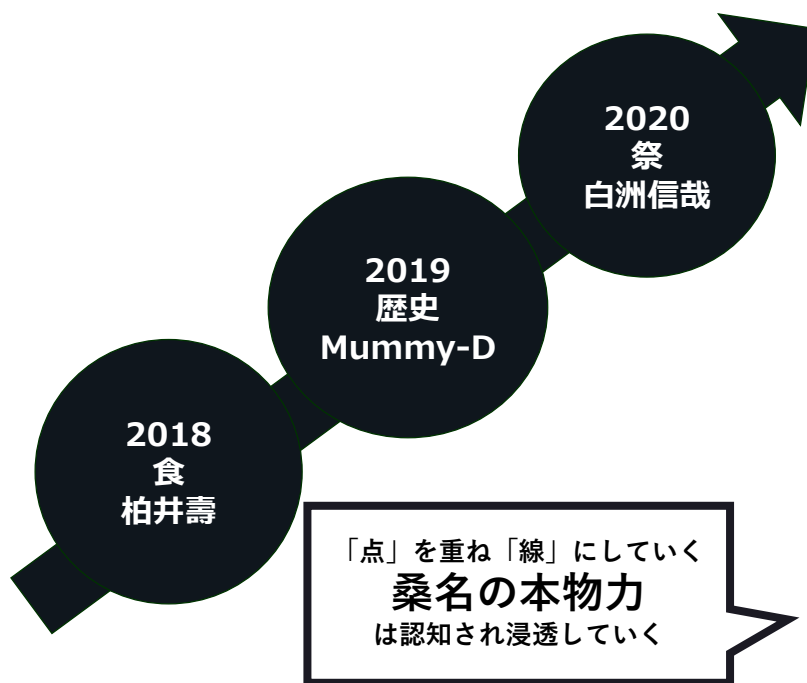 2020
祭
白洲信哉
2019
歴史
Mummy-D
2018
食
柏井壽
「点」を重ね「線」にしていく
桑名の本物力
は認知され浸透していく